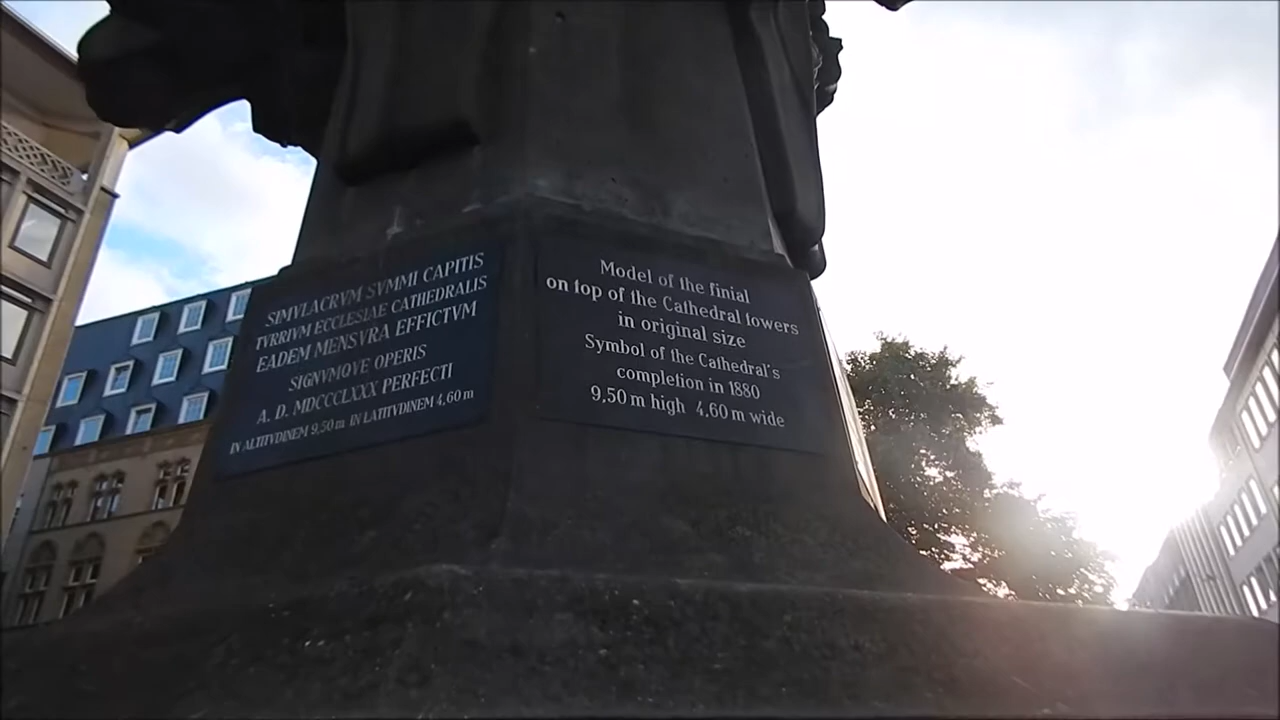 SIMVLACRVM SVMMI CAPITIS
TVRRIVM ECCLESIAE CATHEDRALIS
EADEM MENSVRA EFFICTVM
SIGNVMQVE OPERIS
A. D. MDCCCLXXX PERFECTI
IN ALTITVDINEM 9,50 m IN LATITVDINEM 4,60 m
Model of the finial
on top of the Cathedral towers
in original size
Symbol of the Cathedral's
completion in 1880
9,50 m high 4,60 m wide